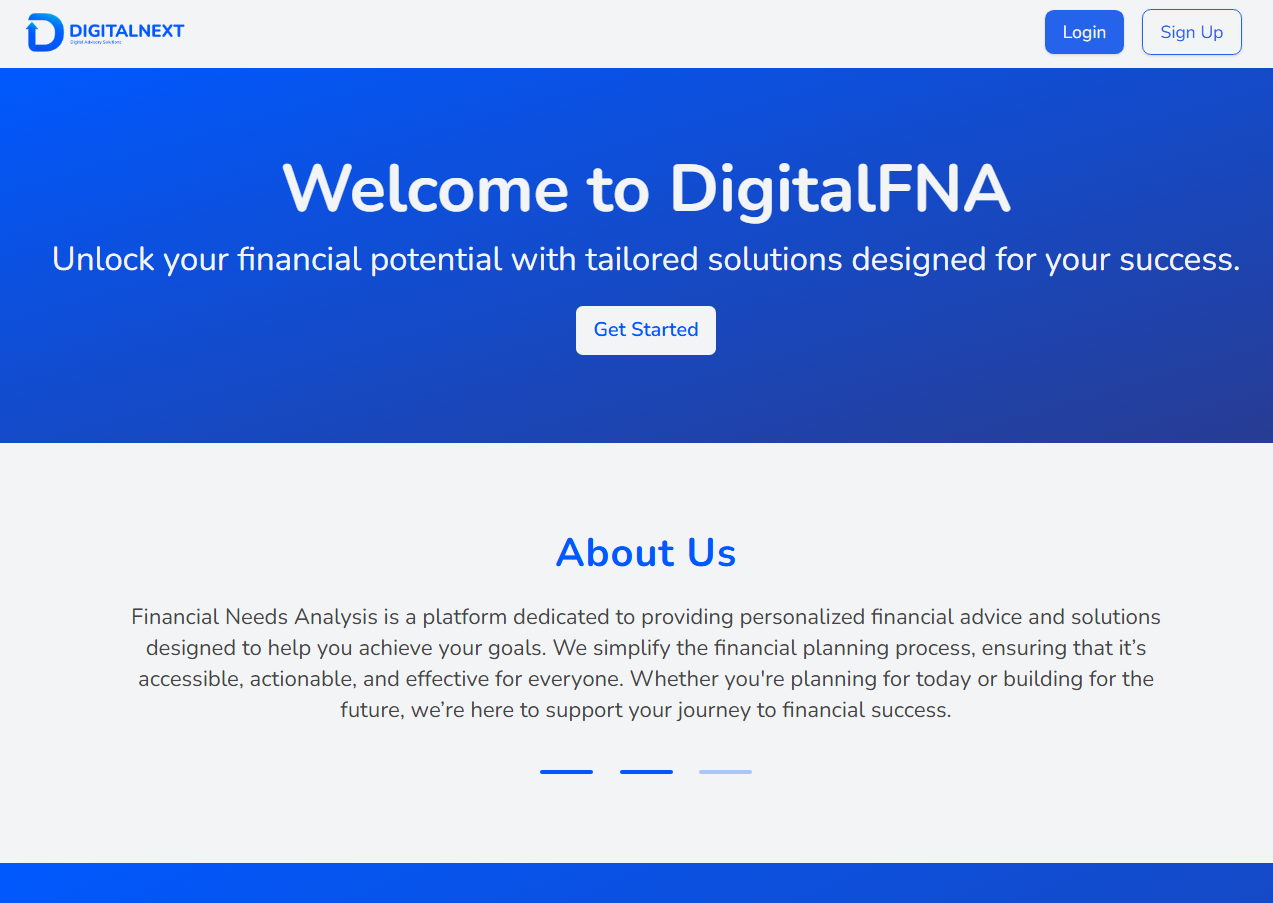 DIGITALNEXT
Digital Advisory Solutions
Login
Sign Up
Welcome to DigitalFNA
Unlock your financial potential with tailored solutions designed for your success.
Get Started
About Us
Financial Needs Analysis is a platform dedicated to providing personalized financial advice and solutions
designed to help you achieve your goals. We simplify the financial planning process, ensuring that it’s
accessible, actionable, and effective for everyone. Whether you're planning for today or building for the
future, we’re here to support your journey to financial success.